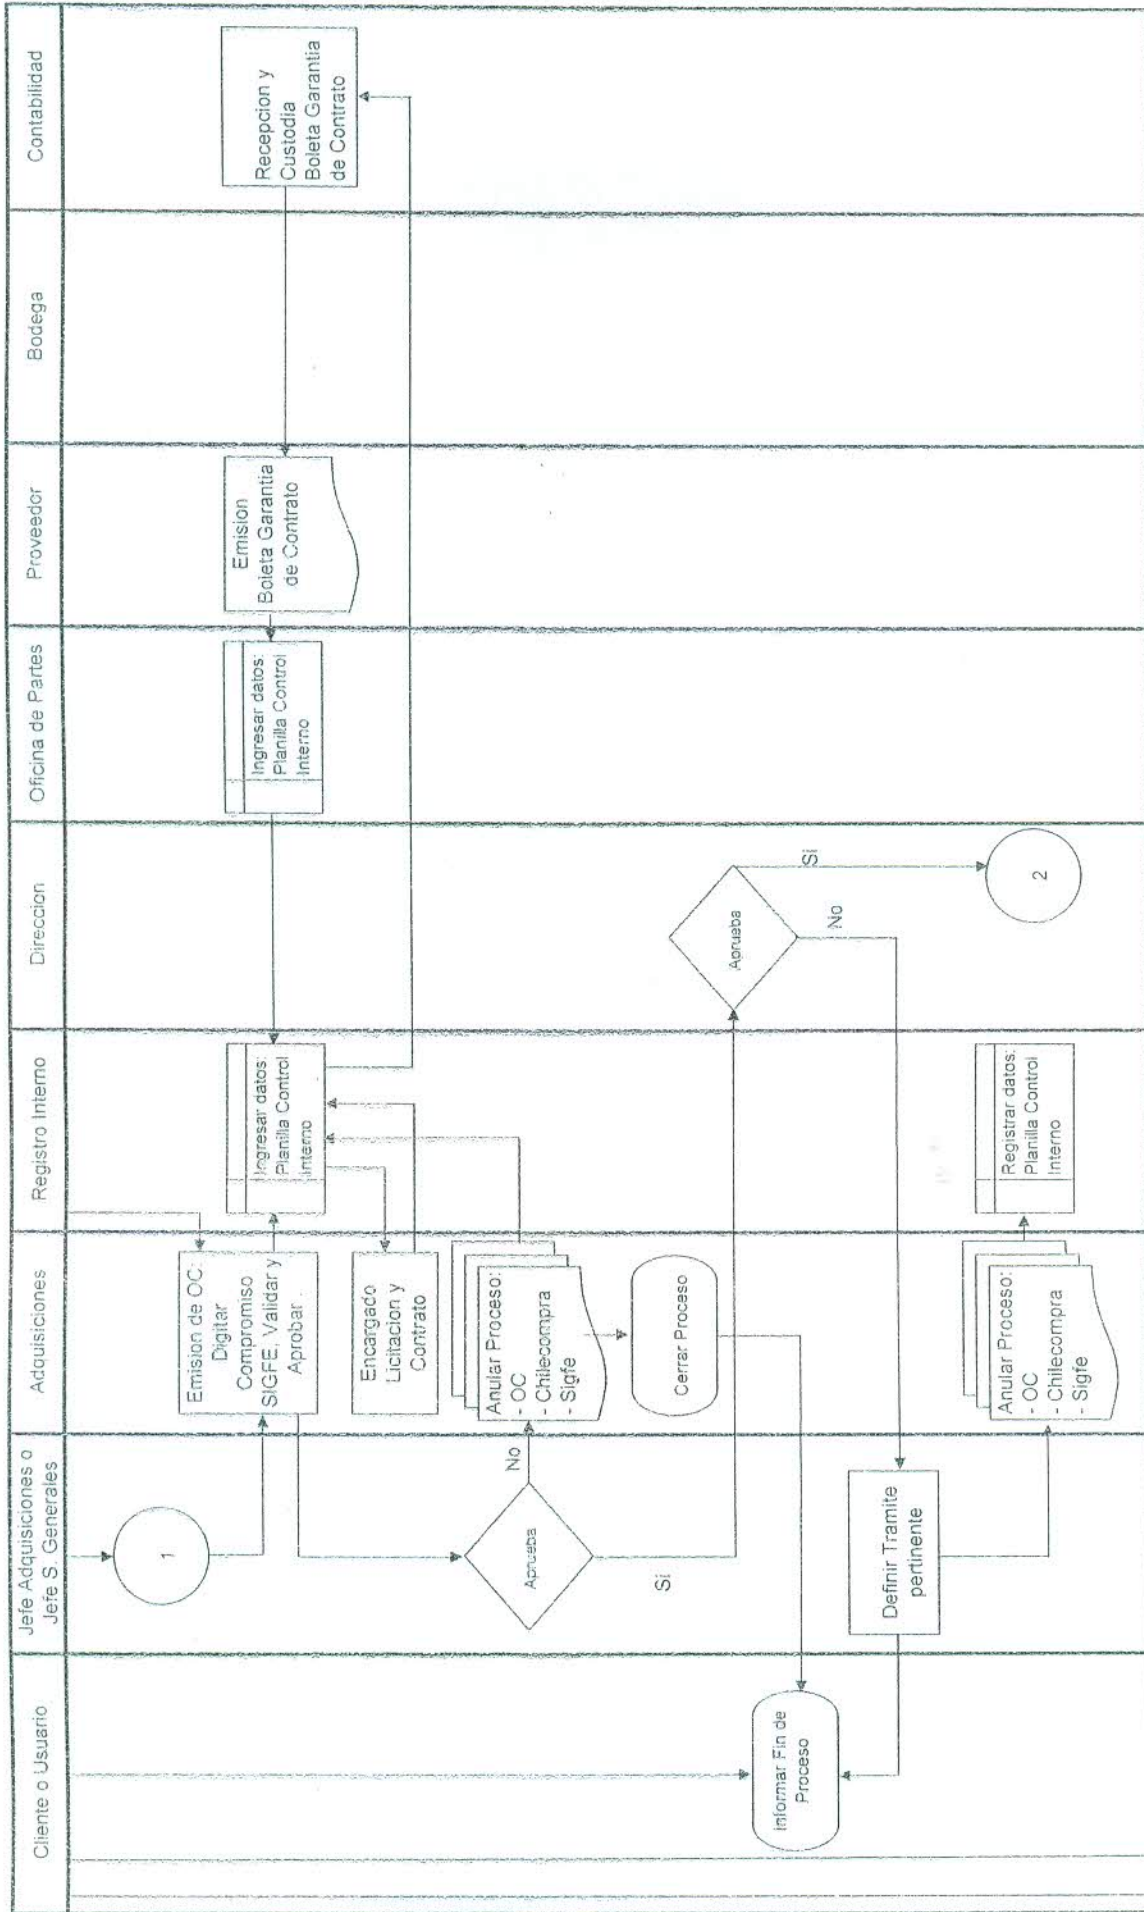 Cliente o Usuario
Jefe Adquisiciones o
Jefe S. Generales
Adquisiciones
Registro Interno
Direccion
Oficina de Partes
Proveedor
Bodega
Contabilidad
1
Emision de OC:
Digitar
Compromiso
SIGFE, Validar y
Aprobar.
Ingresar datos:
Planilla Control
Interno
Ingresar datos:
Planilla Control
Interno
Emision
Boleta Garantia
de Contrato
Recepcion y
Custodia
Boleta Garantia
de Contrato
Encargado
Licitacion y
Contrato
Aprueba
No
Si
Anular Proceso:
- OC
- Chilecompra
- Sigfe
Cerrar Proceso
Aprueba
Si
No
Informar Fin de
Proceso
Definir Tramite
pertinente
Anular Proceso:
- OC
- Chilecompra
- Sigfe
Registrar datos:
Planilla Control
Interno
2